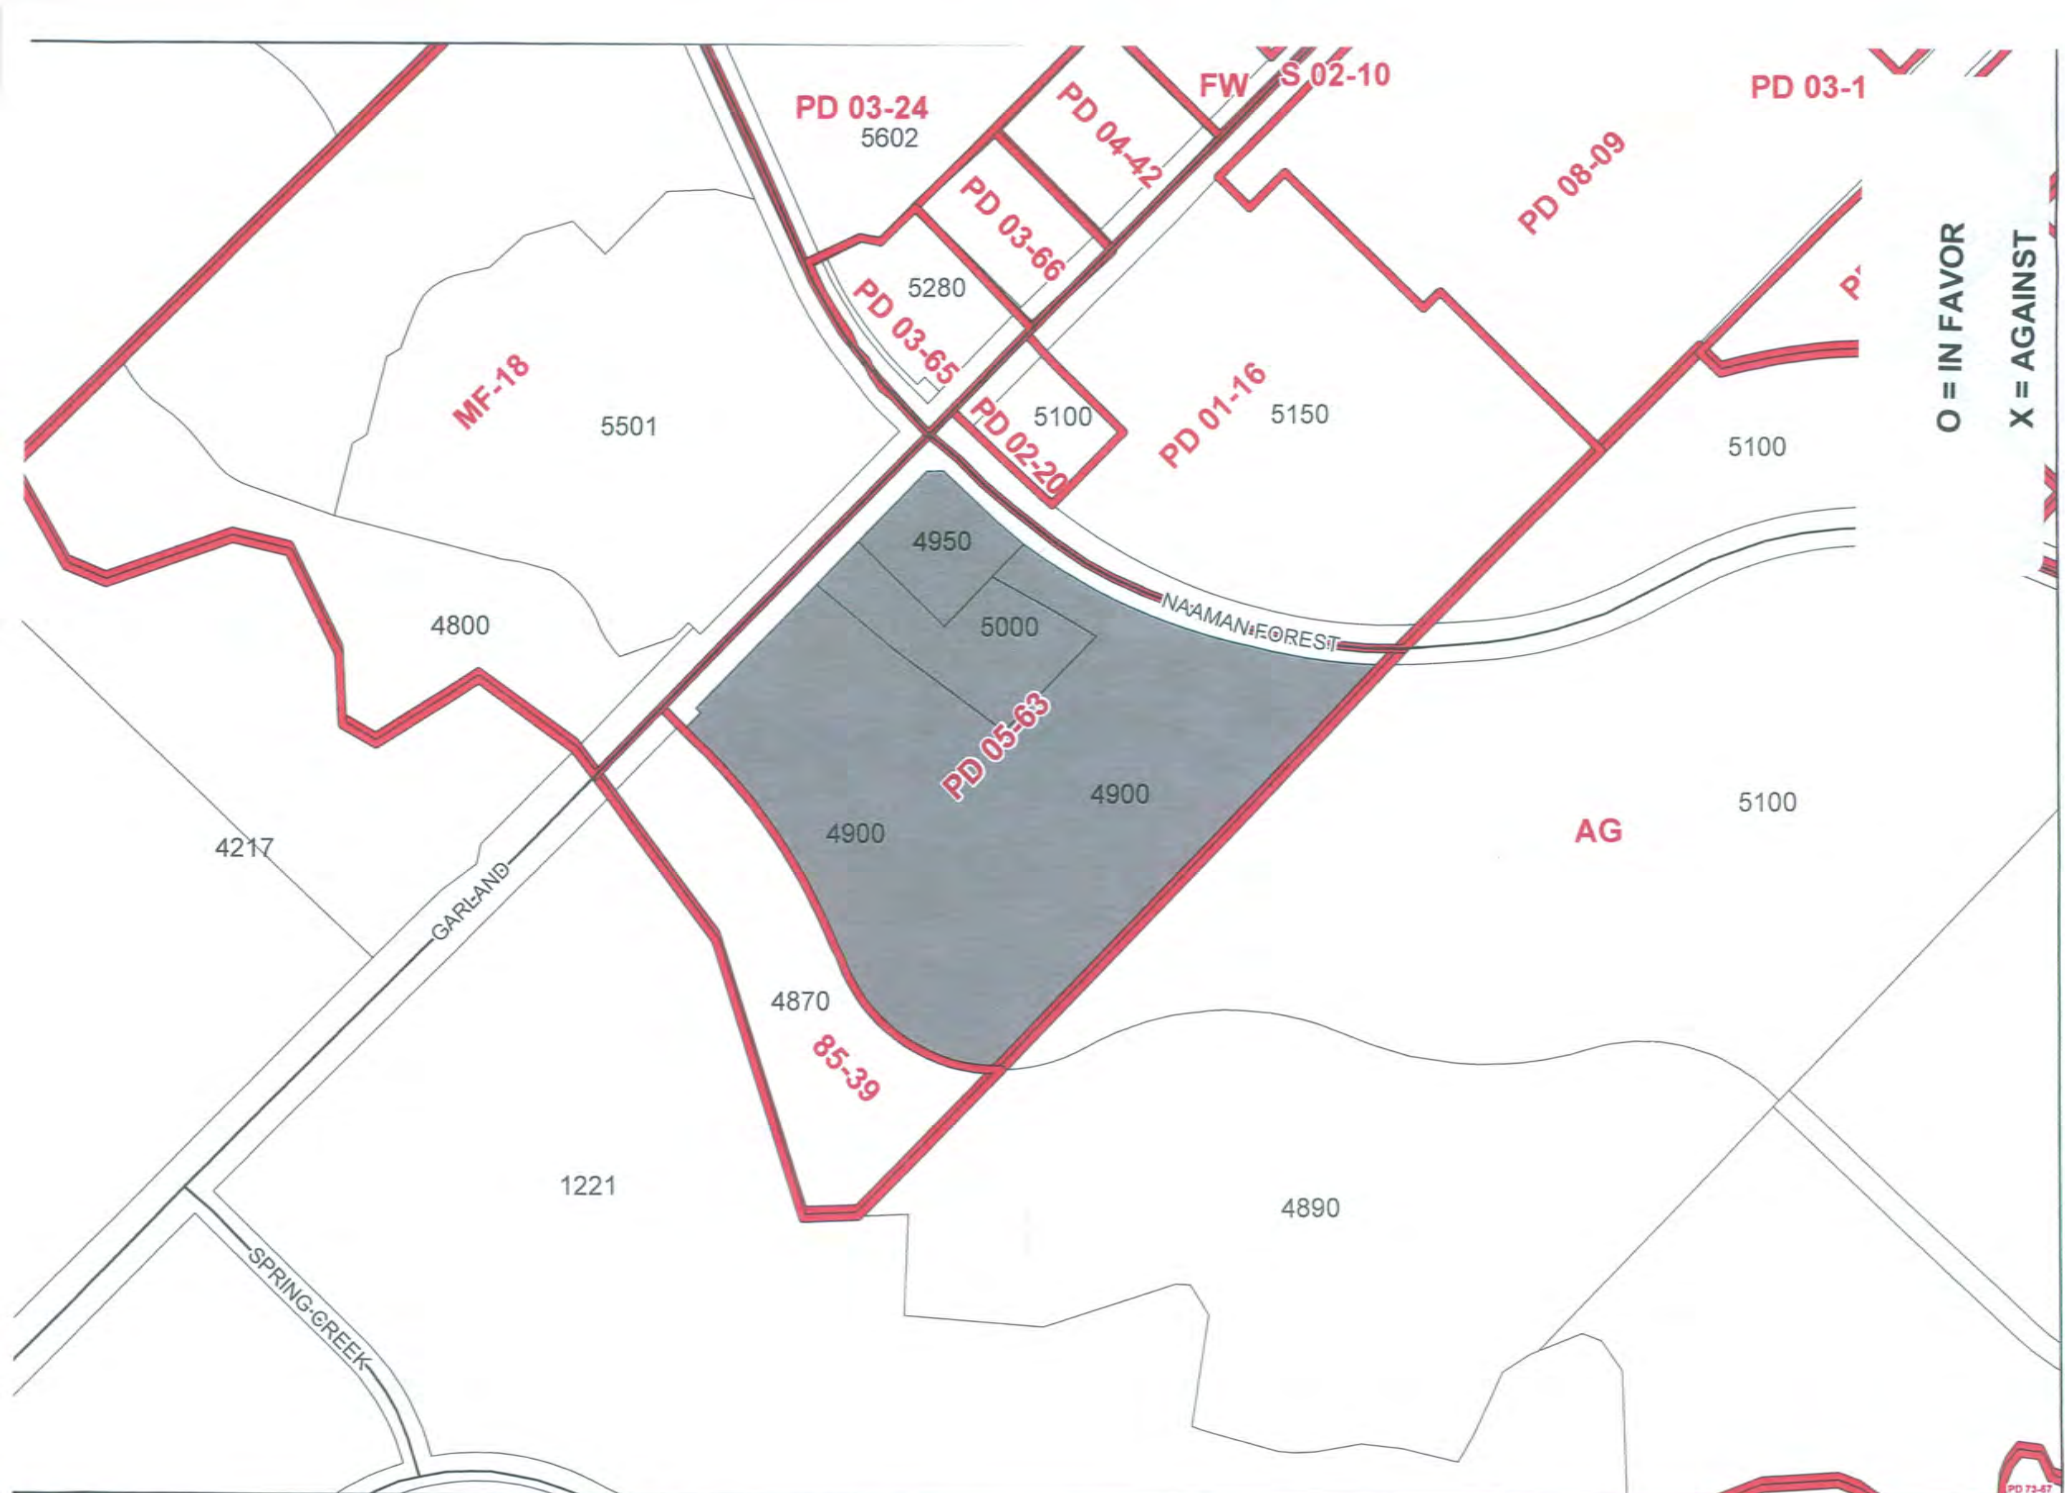 FW
S 02-10
PD 03-1
PD 03-24
5602
PD 04-42
PD 08-09
PD 03-66
5280
PD 03-65
MF-18
5501
5100
PD 02-20
PD 01-16
5150
5100
O = IN FAVOR
X = AGAINST
4950
5000
NAAMAN FOREST
4800
PD 05-63
4900
4900
AG
5100
4217
GARLAND
4870
85-39
1221
4890
SPRING CREEK
PD 73-67